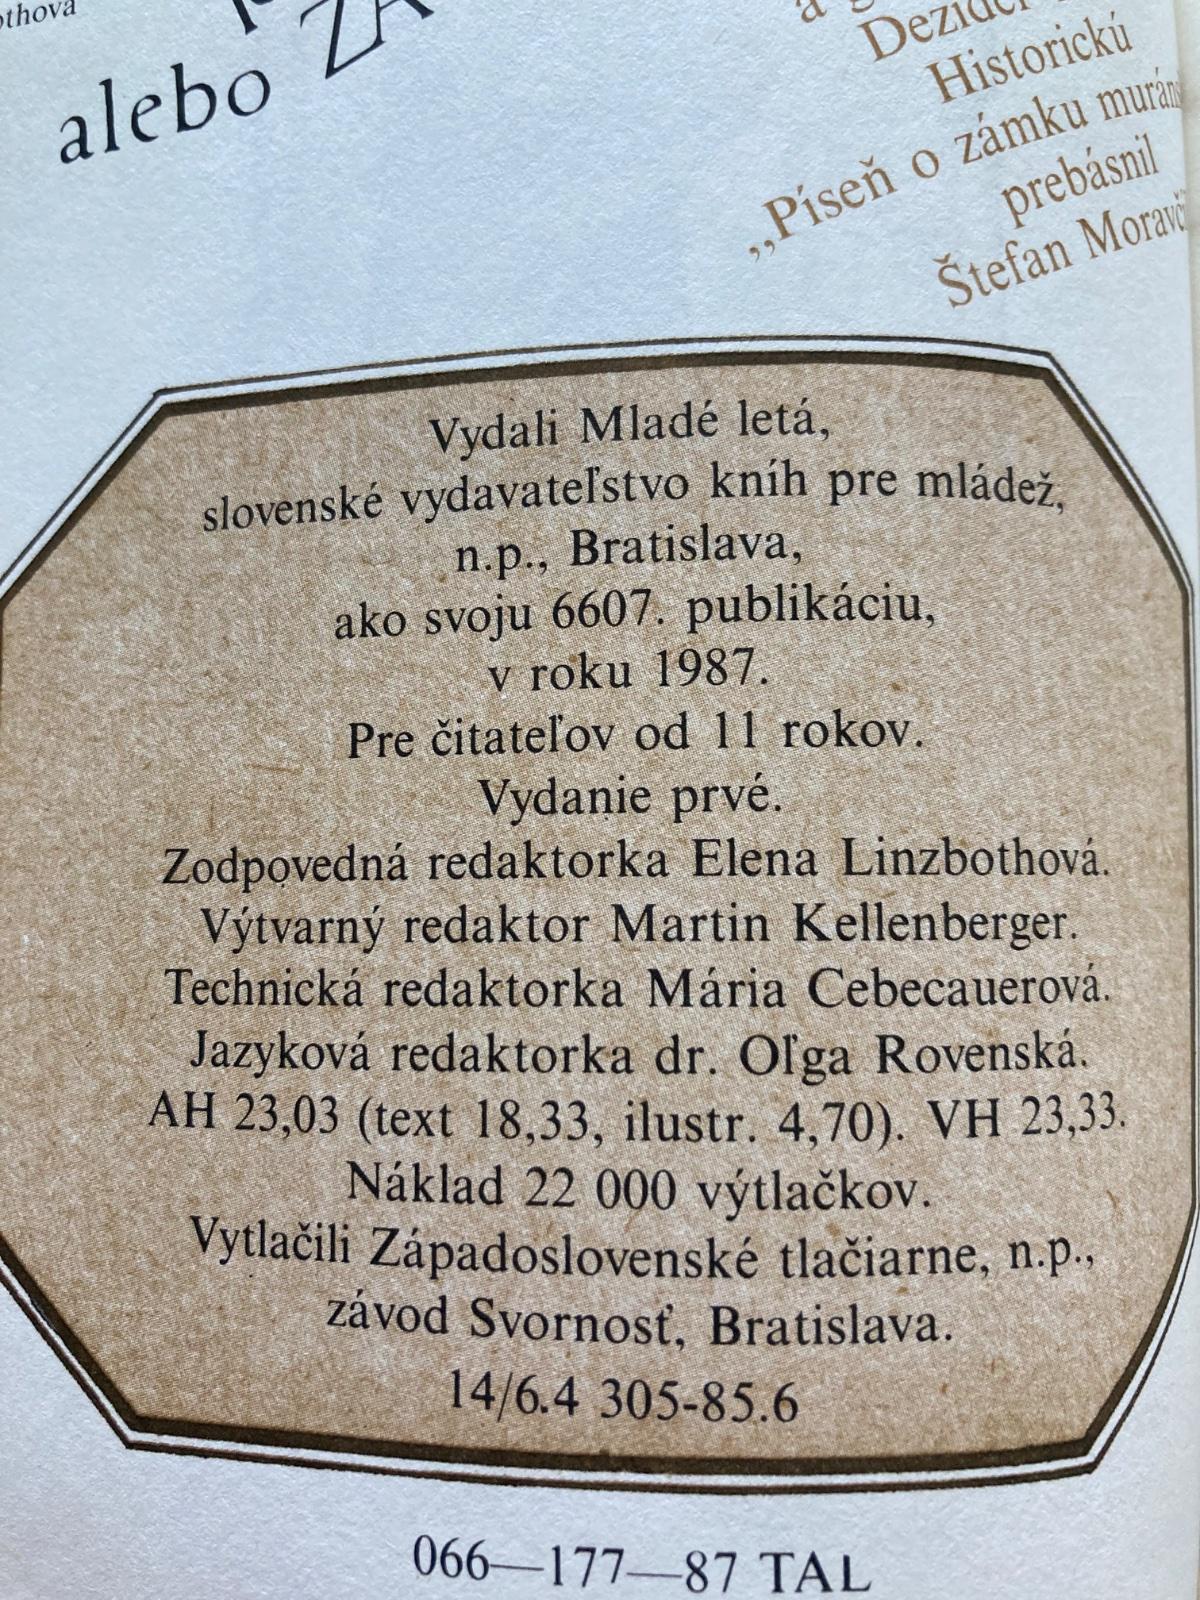 alebo
Historickú
„Píseň o zámku
prebásnil
Štefan
Vydali Mladé letá,
slovenské vydavateľstvo kníh pre mládež,
n.p., Bratislava,
ako svoju 6607. publikáciu,
v roku 1987.
Pre čitateľov od 11 rokov.
Vydanie prvé.
Zodpovedná redaktorka Elena Linzbothová.
Výtvarný redaktor Martin Kellenberger.
Technická redaktorka Mária Cebecauerová.
Jazyková redaktorka dr. Oľga Rovenská.
AH 23,03 (text 18,33, ilustr. 4,70). VH 23,33.
Náklad 22 000 výtlačkov.
Vytlačili Západoslovenské tlačiarne, n.p.,
závod Svornosť, Bratislava.
14/6.4 305-85.6
066—177—87 TAL